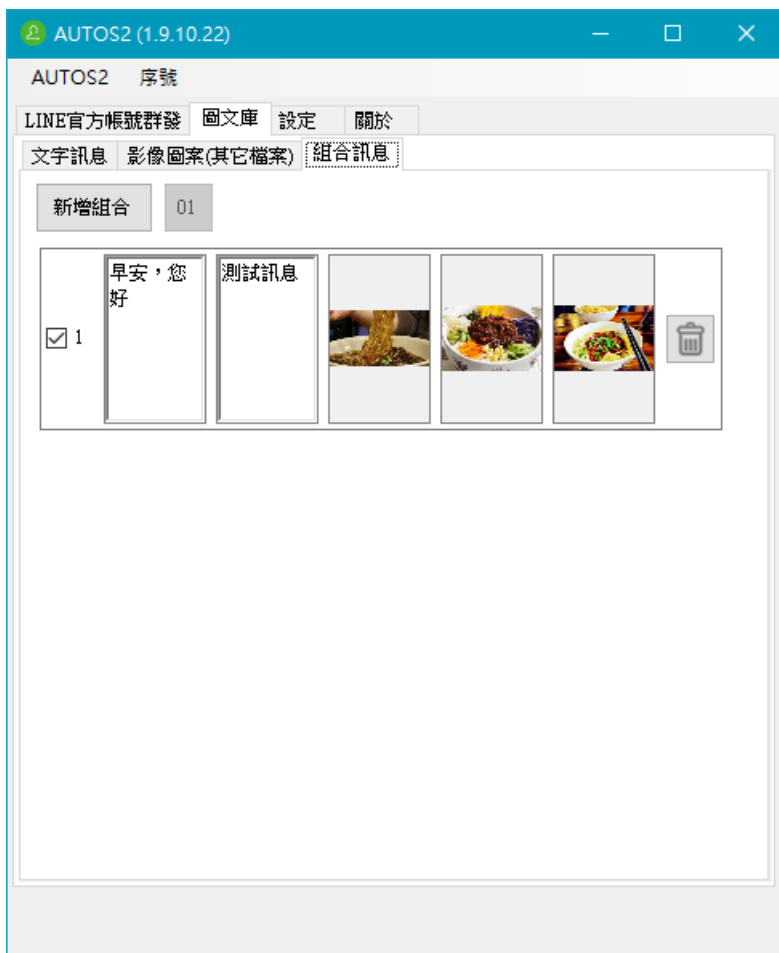 AUTOS2 (1.9.10.22)
AUTOS2 序號
LINE官方帳號群發 圖文庫 設定 關於
文字訊息 影像圖案(其它檔案) 組合訊息
新增組合 01
1
早安，您
好
測試訊息